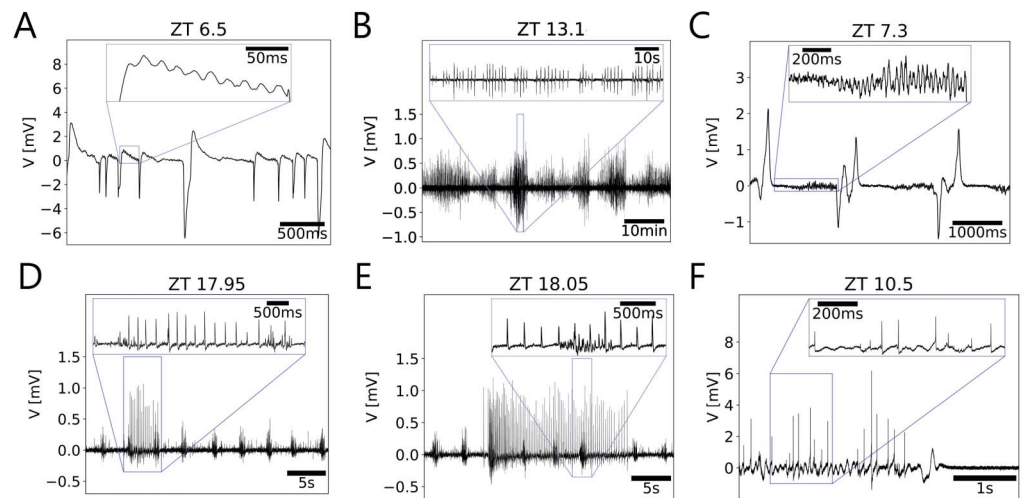 A
ZT 6.5
50ms
V [mV]
8
6
4
2
0
−2
−4
−6
500ms
B
ZT 13.1
10s
V [mV]
1.5
1.0
0.5
0.0
−0.5
−1.0
10min
C
ZT 7.3
200ms
V [mV]
3
2
1
0
−1
1000ms
D
ZT 17.95
500ms
V [mV]
1.5
1.0
0.5
0.0
−0.5
5s
E
ZT 18.05
500ms
V [mV]
1.5
1.0
0.5
0.0
−0.5
5s
F
ZT 10.5
200ms
V [mV]
8
6
4
2
0
1s